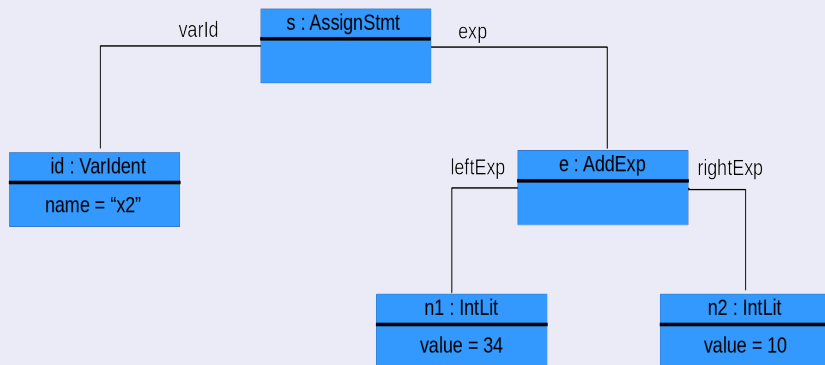 s : AssignStmt
varId
exp
id : VarIdent
name = “x2”
e : AddExp
leftExp
rightExp
n1 : IntLit
value = 34
n2 : IntLit
value = 10